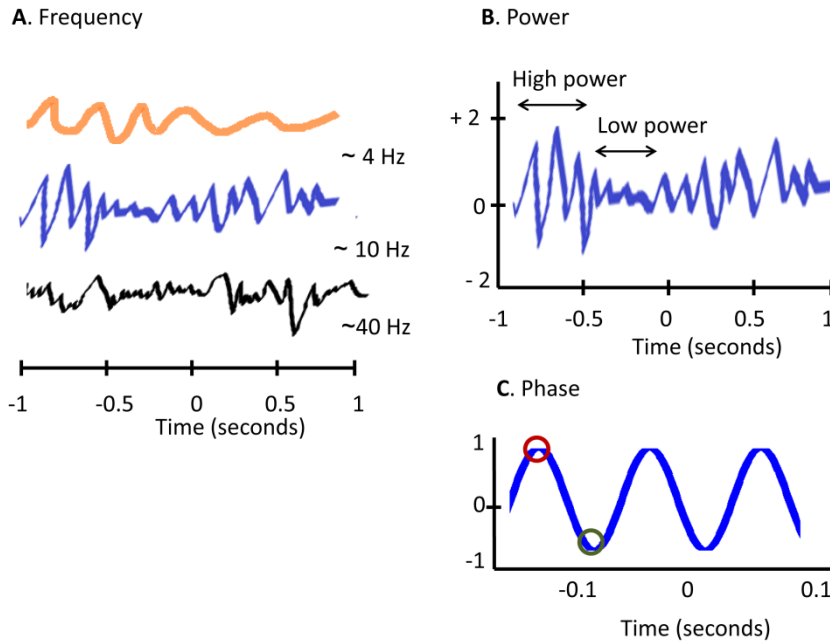 A. Frequency
~ 4 Hz
~ 10 Hz
~40 Hz
-1 -0.5 0 0.5 1
Time (seconds)
B. Power
High power
Low power
+ 2
0
- 2
-1 -0.5 0 0.5 1
Time (seconds)
C. Phase
1
0
-1
-0.1 0 0.1
Time (seconds)